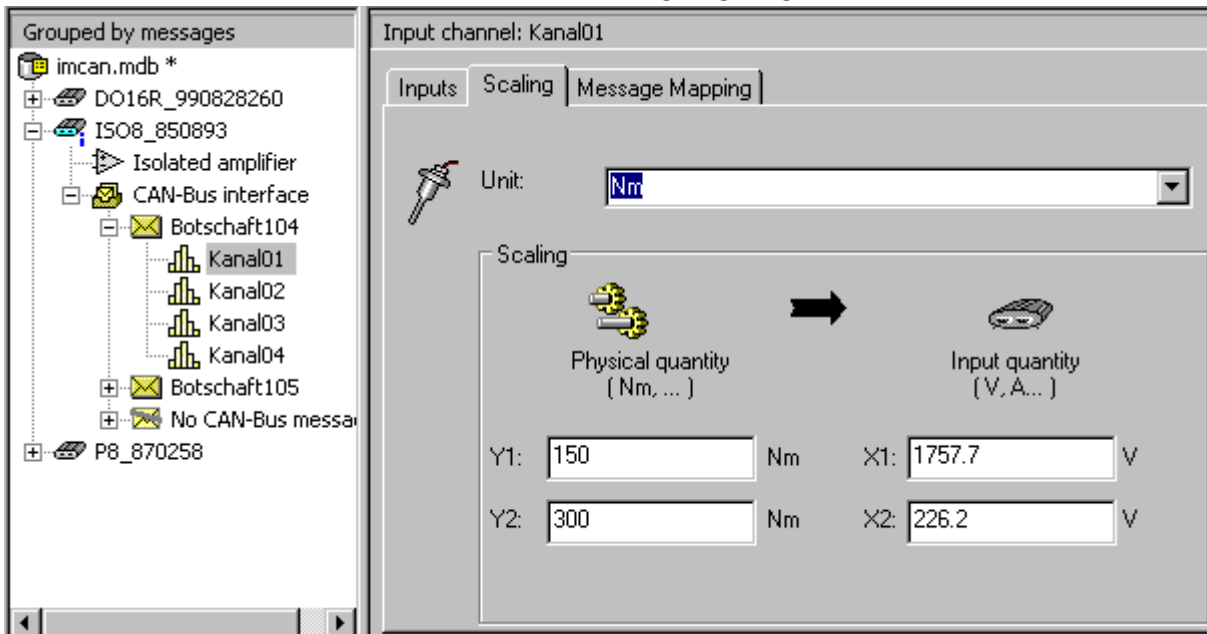 Grouped by messages
imcan.mdb *
DO16R_990828260
ISO8_850893
Isolated amplifier
CAN-Bus interface
Botschaft104
Kanal01
Kanal02
Kanal03
Kanal04
Botschaft105
No CAN-Bus messa
P8_870258
Input channel: Kanal01
Inputs Scaling Message Mapping
Unit: Nm
Scaling
Physical quantity
( Nm, ... )
Input quantity
( V, A... )
Y1: 150 Nm X1: 1757.7 V
Y2: 300 Nm X2: 226.2 V